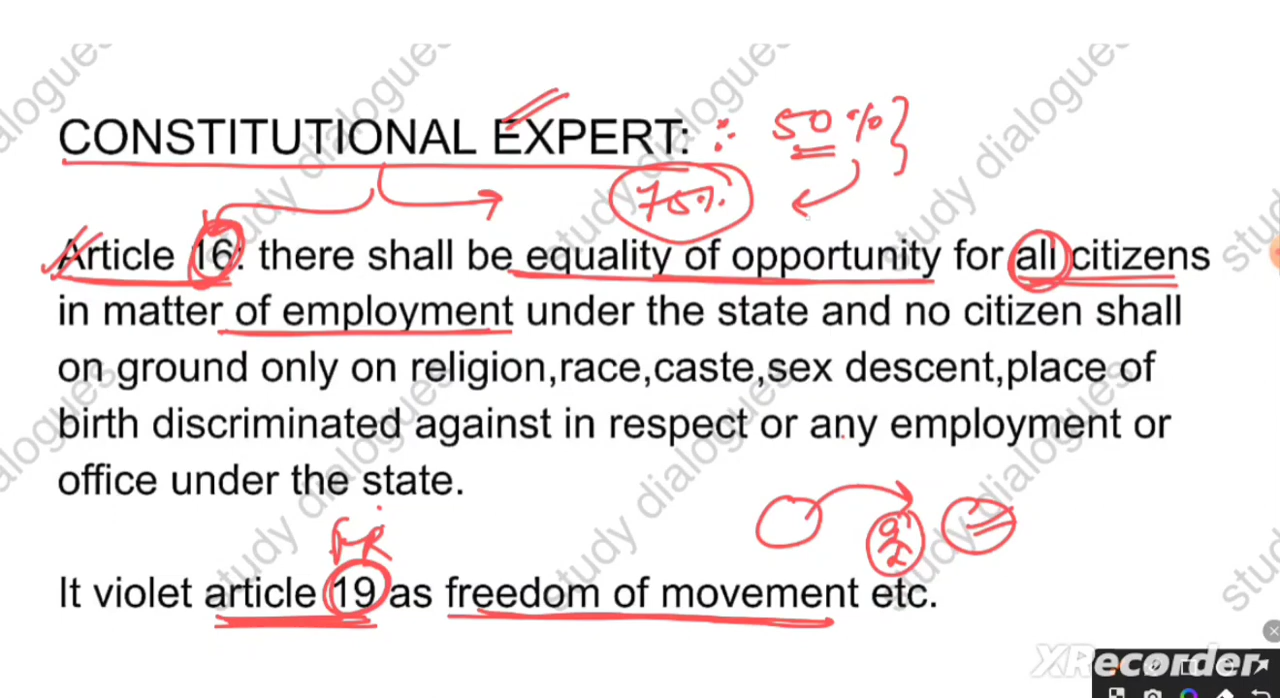 CONSTITUTIONAL EXPERT: 50%
75%
Article 16: there shall be equality of opportunity for all citizens
in matter of employment under the state and no citizen shall
on ground only on religion,race,caste,sex descent,place of
birth discriminated against in respect or any employment or
office under the state.
FR
It violet article 19 as freedom of movement etc.
study dialogues
XRecorder